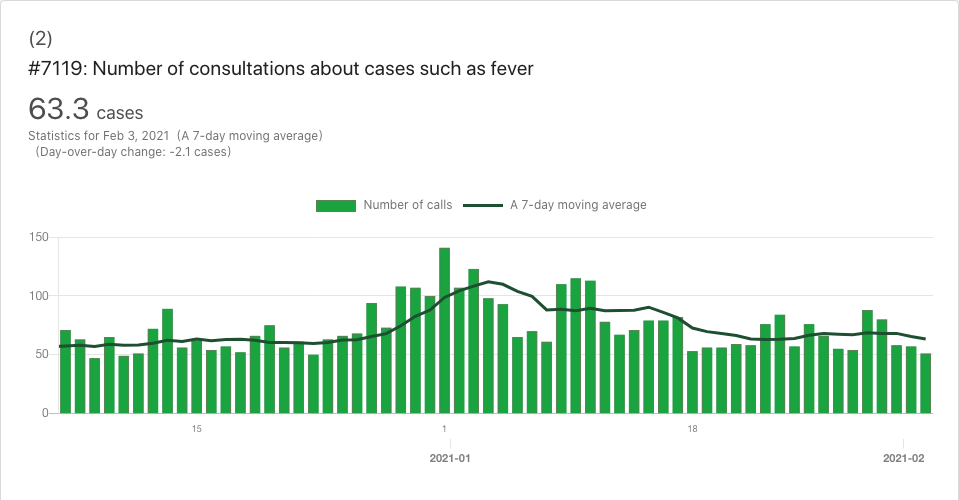 (2)
#7119: Number of consultations about cases such as fever
63.3 cases
Statistics for Feb 3, 2021 (A 7-day moving average)
(Day-over-day change: -2.1 cases)
Number of calls A 7-day moving average
150
100
50
0
15 1 18
2021-01 2021-02